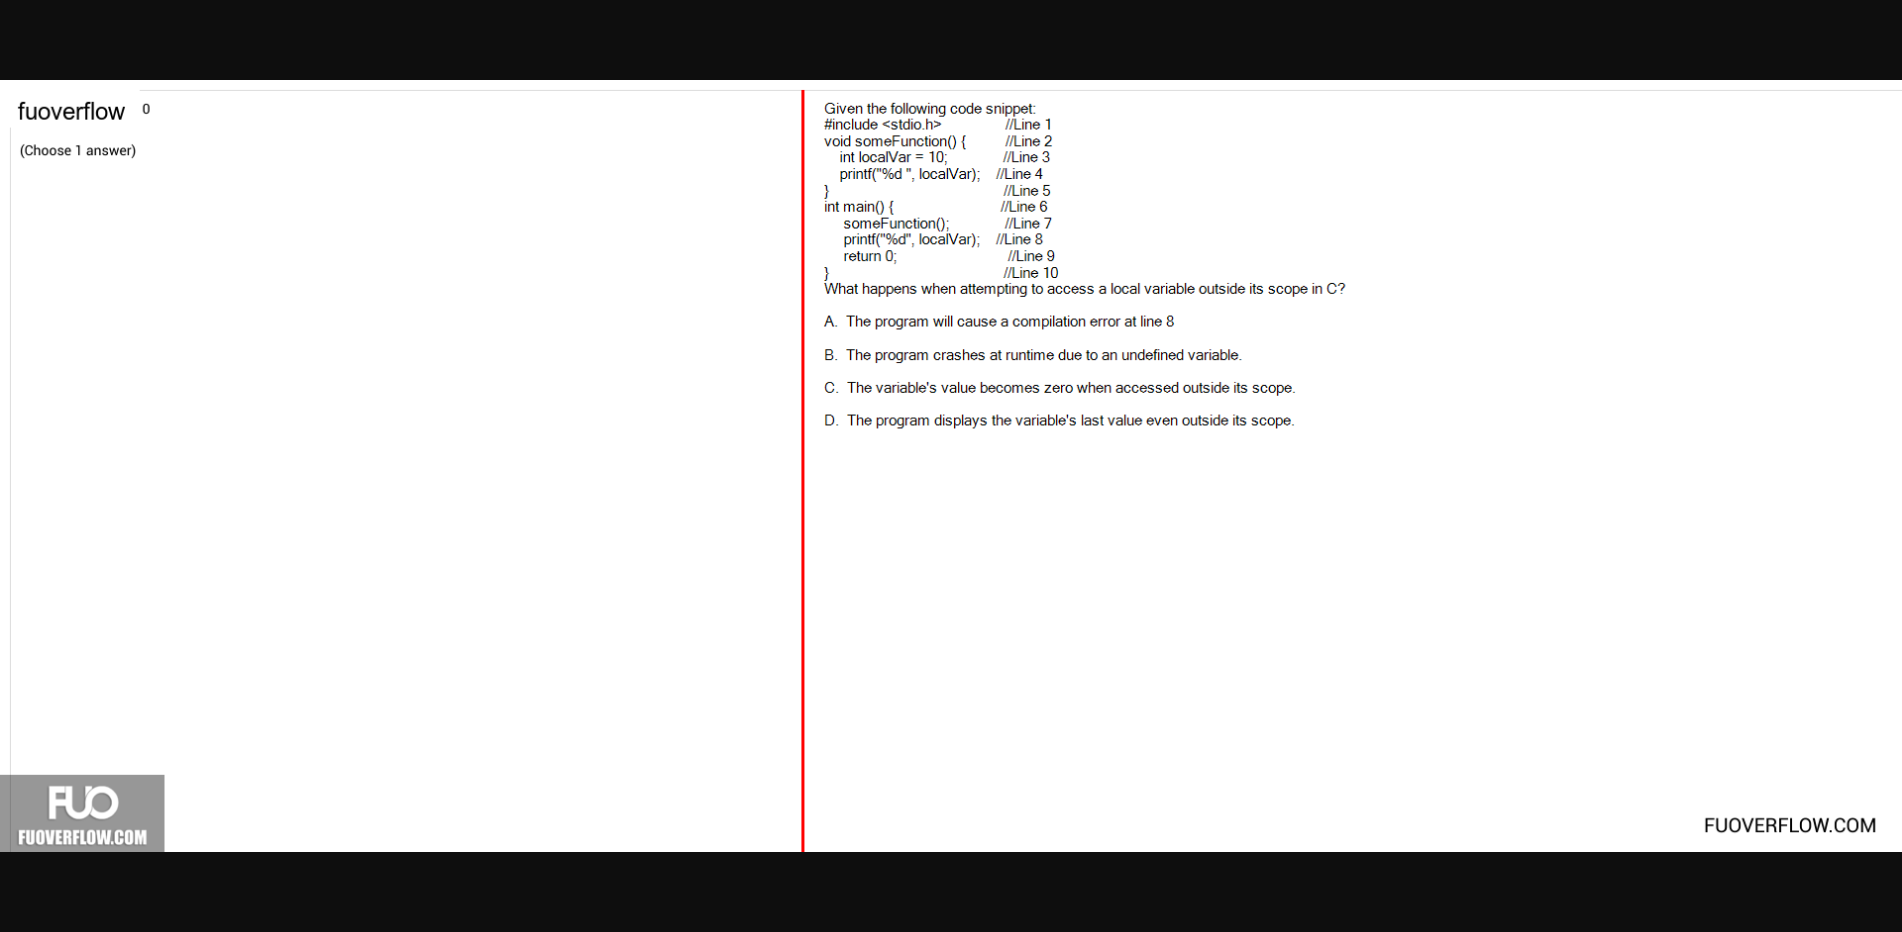 fuoverflow 0
(Choose 1 answer)
Given the following code snippet:
#include <stdio.h> //Line 1
void someFunction() { //Line 2
int localVar = 10; //Line 3
printf("%d ", localVar); //Line 4
} //Line 5
int main() { //Line 6
someFunction(); //Line 7
printf("%d", localVar); //Line 8
return 0; //Line 9
} //Line 10
What happens when attempting to access a local variable outside its scope in C?
A. The program will cause a compilation error at line 8
B. The program crashes at runtime due to an undefined variable.
C. The variable's value becomes zero when accessed outside its scope.
D. The program displays the variable's last value even outside its scope.
FUO
FUOVERFLOW.COM
FUOVERFLOW.COM